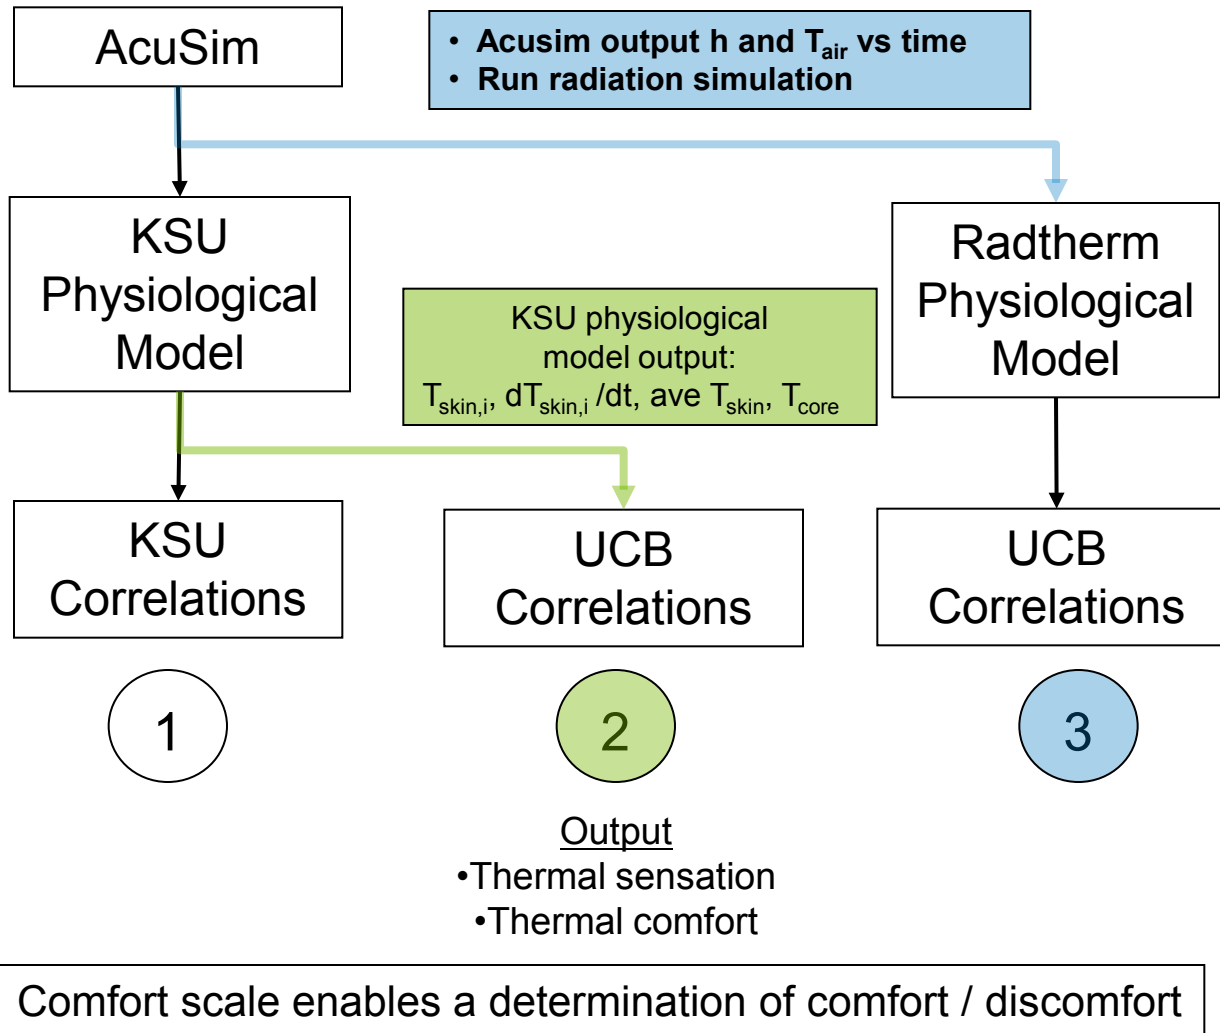 AcuSim
• Acusim output h and Tair vs time
• Run radiation simulation
KSU
Physiological
Model
KSU physiological
model output:
Tskin,i, dTskin,i /dt, ave Tskin, Tcore
Radtherm
Physiological
Model
KSU
Correlations
UCB
Correlations
UCB
Correlations
1
2
3
Output
•Thermal sensation
•Thermal comfort
Comfort scale enables a determination of comfort / discomfort